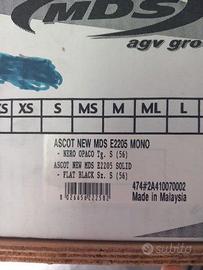 MDS
agv gro
XS S MS M ML L
ASCOT NEW MDS E2205 MONO
- NERO OPACO Tg. S (56)
ASCOT NEW MDS E2205 SOLID
- FLAT BLACK Sz. S (56)
474#2A410070002
Made in Malaysia
subito